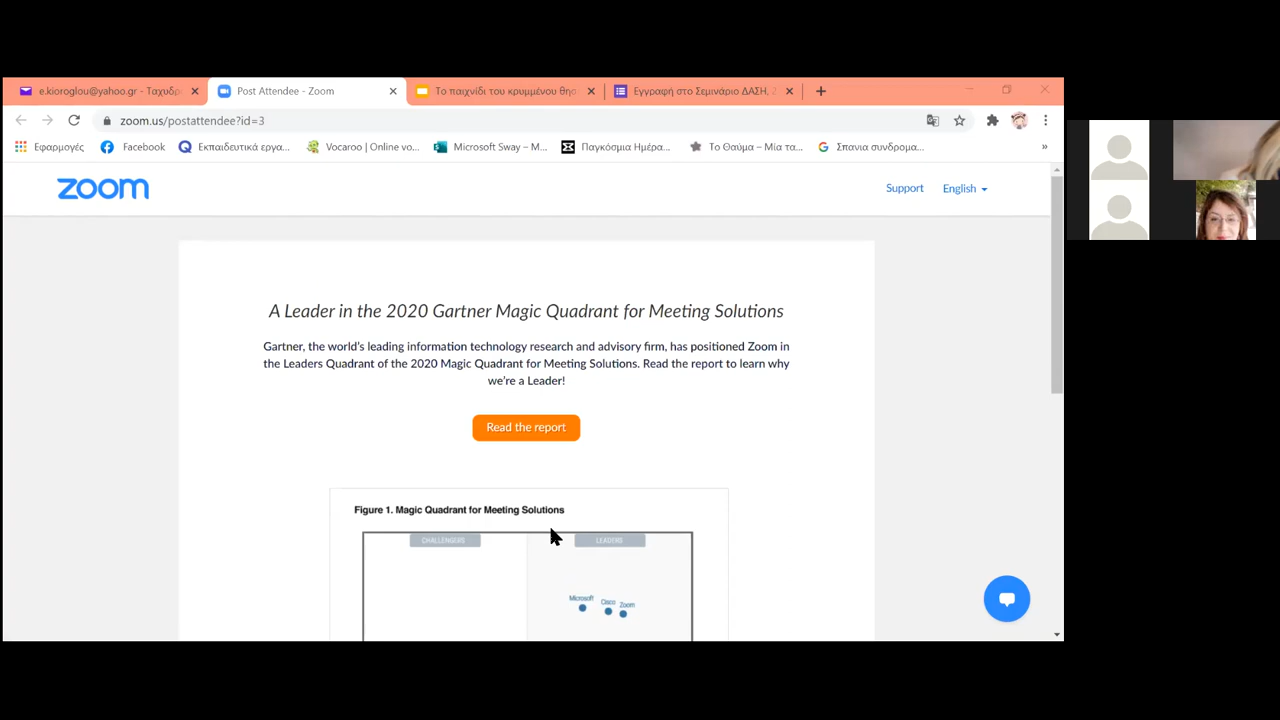 e.kioroglou@yahoo.gr - Ταχυδρ
Post Attendee - Zoom
Το παιχνίδι του κρυμμένου θησ
Εγγραφή στο Σεμινάριο ΔΑΣΗ, 2
zoom.us/postattendee?id=3
Εφαρμογές
Facebook
Εκπαιδευτικά εργα...
Vocaroo | Online vo...
Microsoft Sway – M...
Παγκόσμια Ημέρα...
Το Θαύμα – Μία τα...
Σπανια συνδρομα...
»
zoom
Support
English
A Leader in the 2020 Gartner Magic Quadrant for Meeting Solutions
Gartner, the world's leading information technology research and advisory firm, has positioned Zoom in
the Leaders Quadrant of the 2020 Magic Quadrant for Meeting Solutions. Read the report to learn why
we're a Leader!
Read the report
Figure 1. Magic Quadrant for Meeting Solutions
CHALLENGERS
LEADERS
Microsoft
Cisco
Zoom